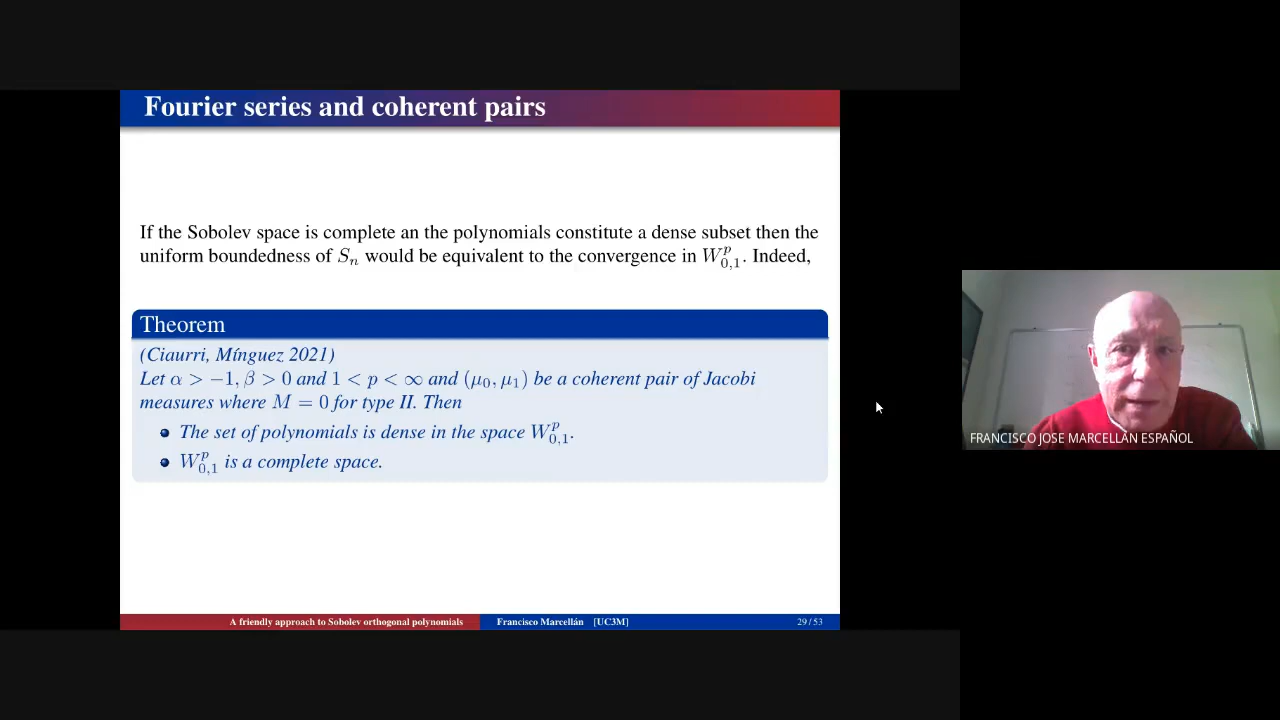 Fourier series and coherent pairs
If the Sobolev space is complete an the polynomials constitute a dense subset then the
uniform boundedness of Sₙ would be equivalent to the convergence in W^p_{0,1}. Indeed,
Theorem
(Ciaurri, Mínguez 2021)
Let α > −1, β > 0 and 1 < p < ∞ and (μ₀, μ₁) be a coherent pair of Jacobi
measures where M = 0 for type II. Then
The set of polynomials is dense in the space W^p_{0,1}.
W^p_{0,1} is a complete space.
FRANCISCO JOSE MARCELLAN ESPAÑOL
A friendly approach to Sobolev orthogonal polynomials
Francisco Marcellán [UC3M]
29 / 53